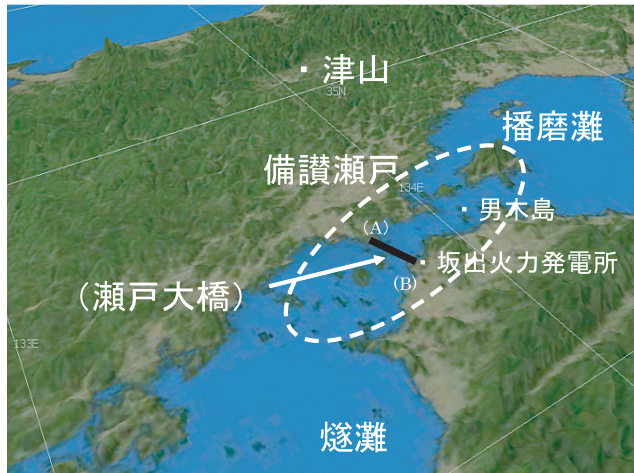 ・津山
35N
播磨灘
備讃瀬戸
134E
・男木島
(A)
・坂出火力発電所
(B)
(瀬戸大橋)
133E
燧灘